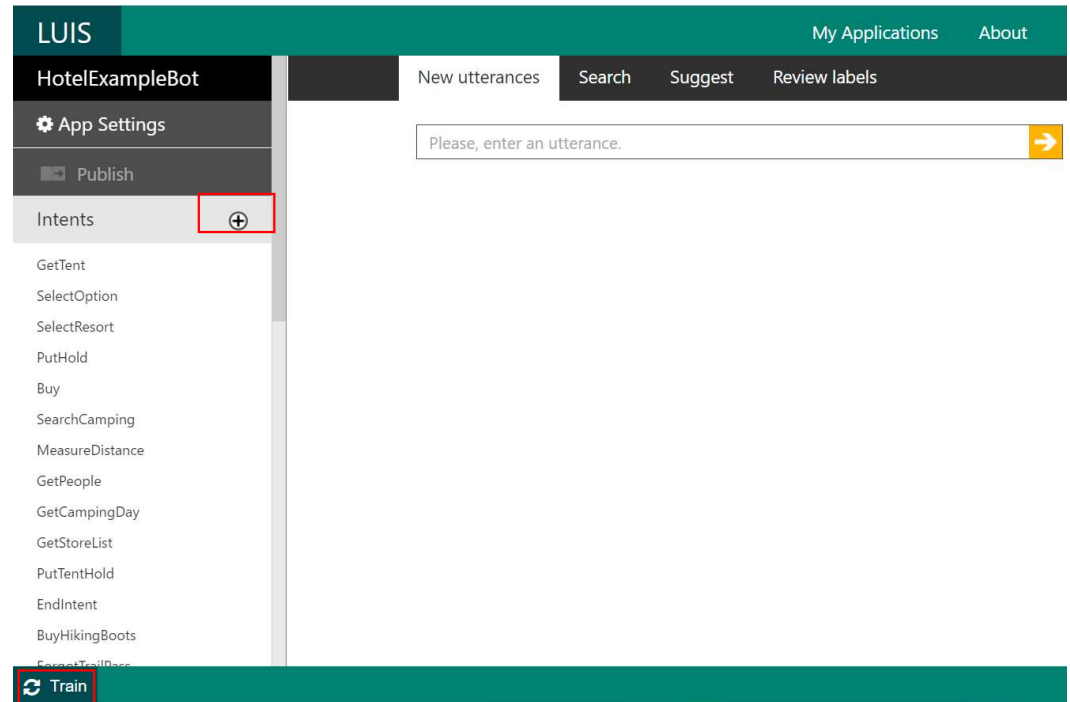 LUIS
My Applications About
HotelExampleBot
New utterances Search Suggest Review labels
App Settings
Please, enter an utterance.
Publish
Intents
GetTent
SelectOption
SelectResort
PutHold
Buy
SearchCamping
MeasureDistance
GetPeople
GetCampingDay
GetStoreList
PutTentHold
EndIntent
BuyHikingBoots
ForgotTrailPass
Train